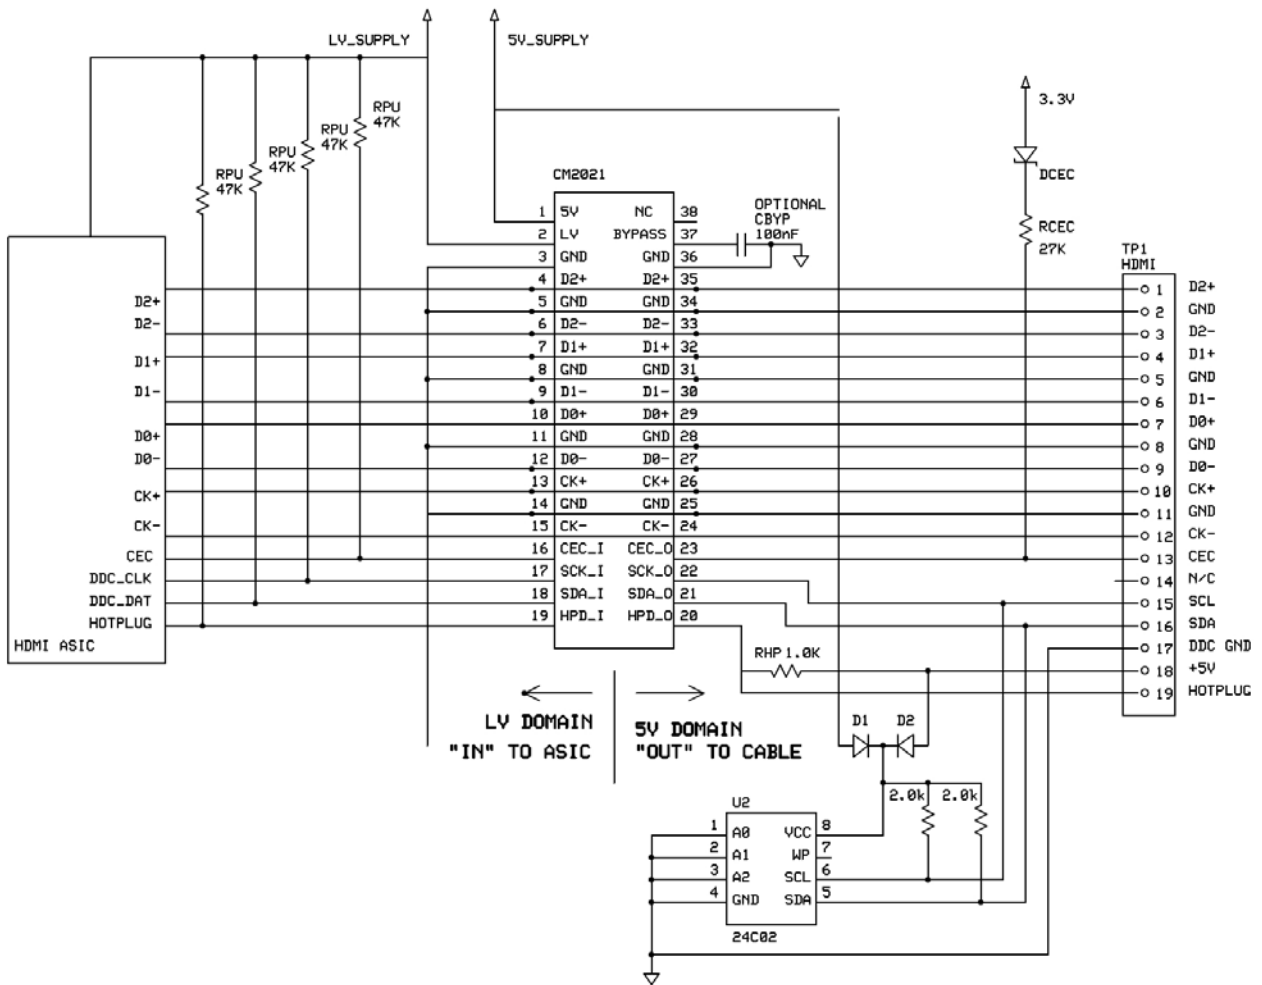 LV_SUPPLY
5V_SUPPLY
3.3V
RPU
47K
RPU
47K
RPU
47K
RPU
47K
DCEC
RCEC
27K
CM2021
OPTIONAL
CBYP
100nF
1 5V NC 38
2 LV BYPASS 37
3 GND GND 36
4 D2+ D2+ 35
5 GND GND 34
6 D2- D2- 33
7 D1+ D1+ 32
8 GND GND 31
9 D1- D1- 30
10 D0+ D0+ 29
11 GND GND 28
12 D0- D0- 27
13 CK+ CK+ 26
14 GND GND 25
15 CK- CK- 24
16 CEC_I CEC_O 23
17 SCK_I SCK_O 22
18 SDA_I SDA_O 21
19 HPD_I HPD_O 20
D2+
D2-
D1+
D1-
D0+
D0-
CK+
CK-
CEC
DDC_CLK
DDC_DAT
HOTPLUG
HDMI ASIC
TP1
HDMI
1 D2+
2 GND
3 D2-
4 D1+
5 GND
6 D1-
7 D0+
8 GND
9 D0-
10 CK+
11 GND
12 CK-
13 CEC
14 N/C
15 SCL
16 SDA
17 DDC GND
18 +5V
19 HOTPLUG
RHP 1.0K
LV DOMAIN
"IN" TO ASIC
5V DOMAIN
"OUT" TO CABLE
D1 D2
2.0k 2.0k
U2
1 A0 VCC 8
2 A1 WP 7
3 A2 SCL 6
4 GND SDA 5
24C02